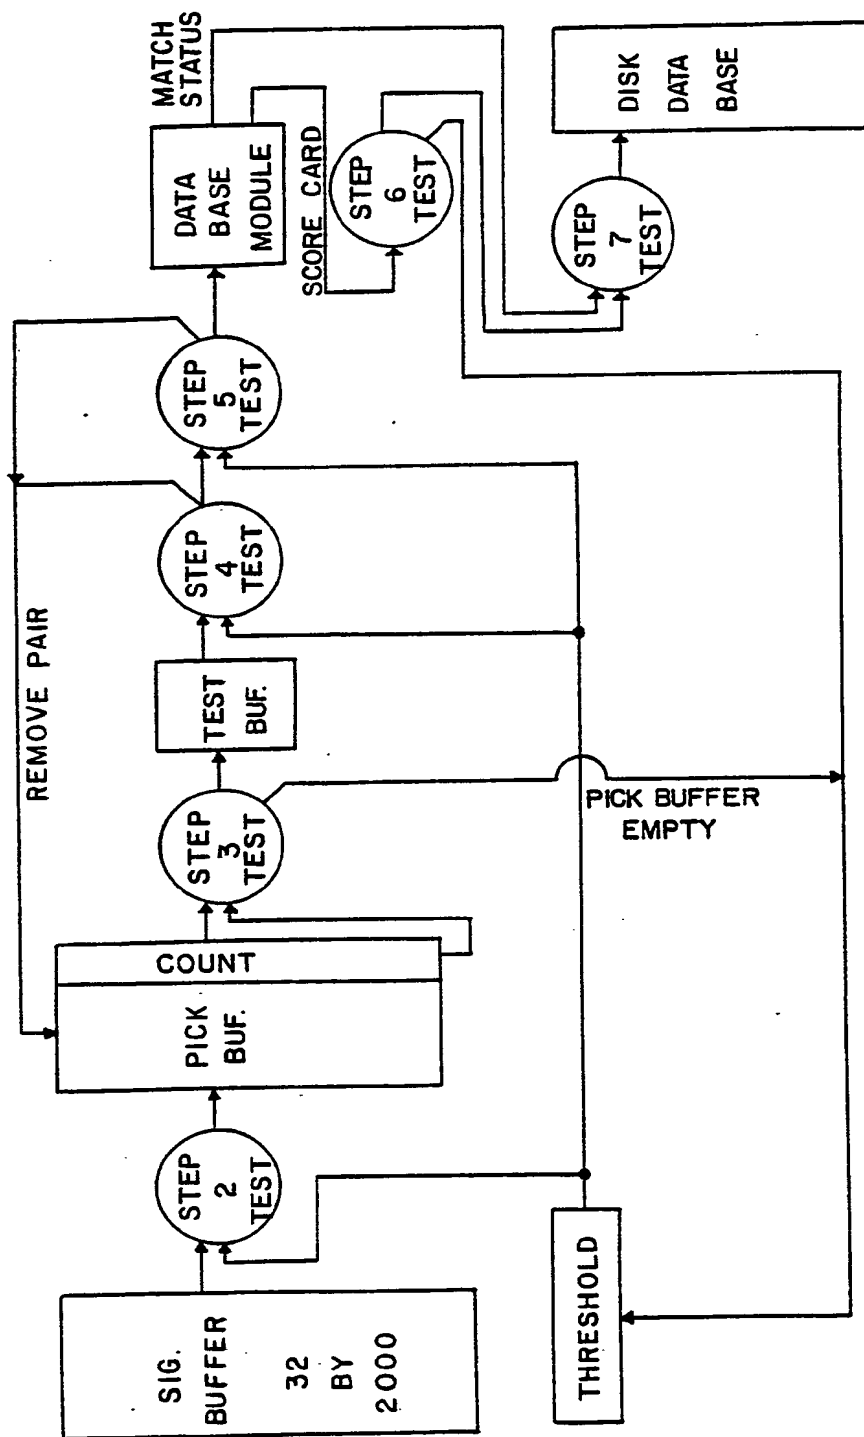 SIG.
BUFFER
32
BY
2000
STEP
2
TEST
PICK
BUF.
COUNT
STEP
3
TEST
TEST
BUF.
STEP
4
TEST
STEP
5
TEST
DATA
BASE
MODULE
MATCH
STATUS
SCORE CARD
STEP
6
TEST
STEP
7
TEST
DISK
DATA
BASE
REMOVE PAIR
PICK BUFFER
EMPTY
THRESHOLD